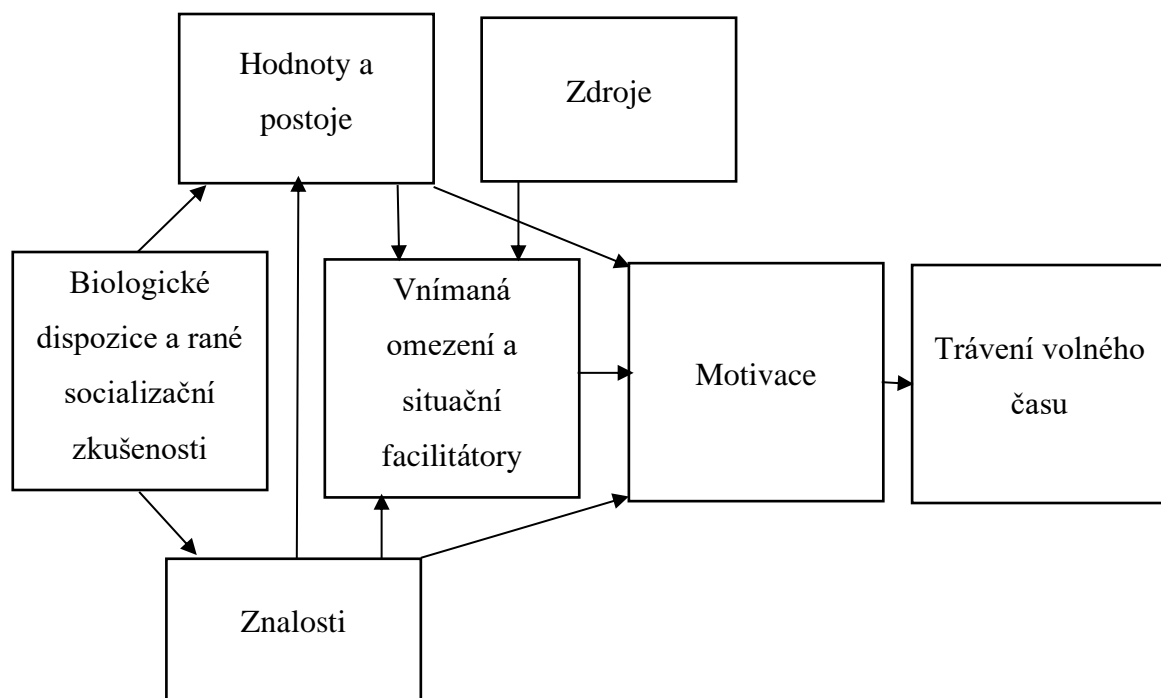 Hodnoty a
postoje
Zdroje
Biologické
dispozice a rané
socializační
zkušenosti
Vnímaná
omezení a
situační
facilitátory
Motivace
Trávení volného
času
Znalosti